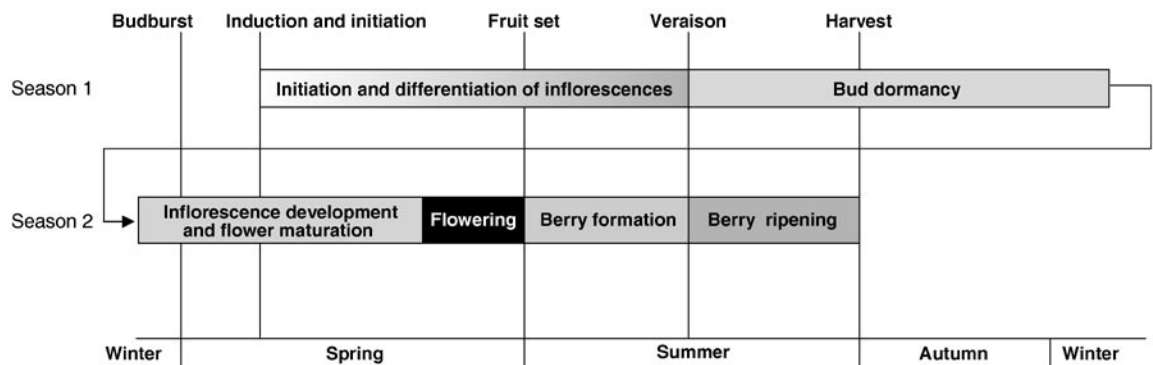 Budburst Induction and initiation Fruit set Veraison Harvest
Season 1 Initiation and differentiation of inflorescences Bud dormancy
Season 2 Inflorescence development
and flower maturation Flowering Berry formation Berry ripening
Winter Spring Summer Autumn Winter